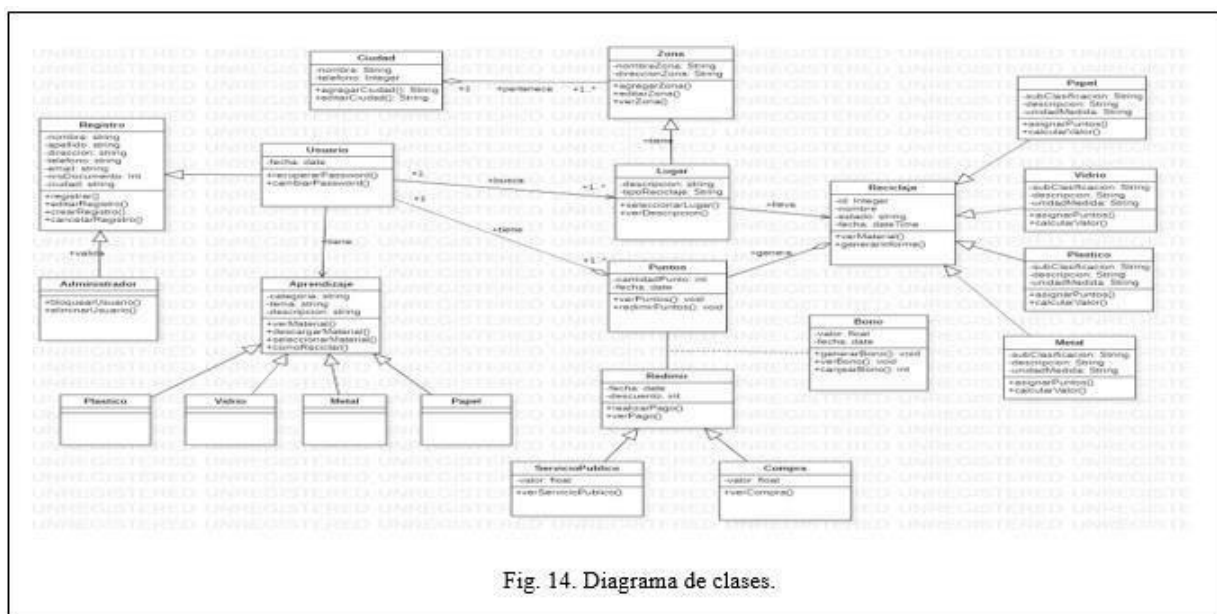 Ciudad
-nombre: String
-telefono: Integer
+agregarCiudad(): String
+editarCiudad(): String
+1
+pertenece
+1..*
Zona
-nombreZona: String
-direccionZona: String
+agregarZona()
+editarZona()
+verZona()
+tiene
Registro
-nombre: string
-apellido: string
-direccion: string
-telefono: string
-email: string
-nroDocumento: int
-ciudad: string
+registrar()
+editarRegistro()
+crearRegistro()
+cancelarRegistro()
+valida
Usuario
-fecha: date
+recuperarPassword()
+cambiarPassword()
+busca
+1..*
+tiene
+1..*
+tiene
Lugar
-descripcion: string
-tipoReciclaje: String
+seleccionarLugar()
+verDescripcion()
+lleva
Reciclaje
-id: Integer
-nombre
-estado: string
-fecha: dateTime
+verMaterial()
+generarInforme()
Papel
-subClasificacion: String
-descripcion: String
-unidadMedida: String
+asignarPuntos()
+calcularValor()
Vidrio
-subClasificacion: String
-descripcion: String
-unidadMedida: String
+asignarPuntos()
+calcularValor()
Plastico
-subClasificacion: String
-descripcion: String
-unidadMedida: String
+asignarPuntos()
+calcularValor()
Metal
-subClasificacion: String
-descripcion: String
-unidadMedida: String
+asignarPuntos()
+calcularValor()
Administrador
+bloquearUsuario()
+eliminarUsuario()
Aprendizaje
-categoria: string
-tema: string
-descripcion: string
+verMaterial()
+descargarMaterial()
+seleccionarMaterial()
+comoReciclar()
Puntos
-cantidadPunto: int
-fecha: date
+verPuntos(): void
+redimirPuntos(): void
+genera
Bono
-valor: float
-fecha: date
+generarBono(): void
+verBono(): void
+canjearBono(): int
Plastico
Vidrio
Metal
Papel
Redimir
-fecha: date
-descuento: int
+realizarPago()
+verPago()
ServicioPublico
-valor: float
+verServicioPublico()
Compra
-valor: float
+verCompra()
Fig. 14. Diagrama de clases.